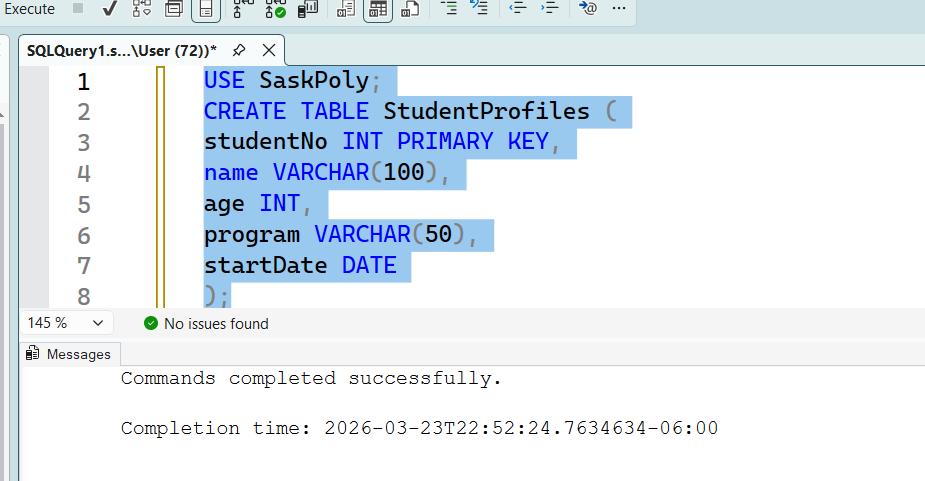 Execute
SQLQuery1.s...\User (72))*
1 USE SaskPoly;
2 CREATE TABLE StudentProfiles (
3 studentNo INT PRIMARY KEY,
4 name VARCHAR(100),
5 age INT,
6 program VARCHAR(50),
7 startDate DATE
8 );
145 % No issues found
Messages
Commands completed successfully.
Completion time: 2026-03-23T22:52:24.7634634-06:00